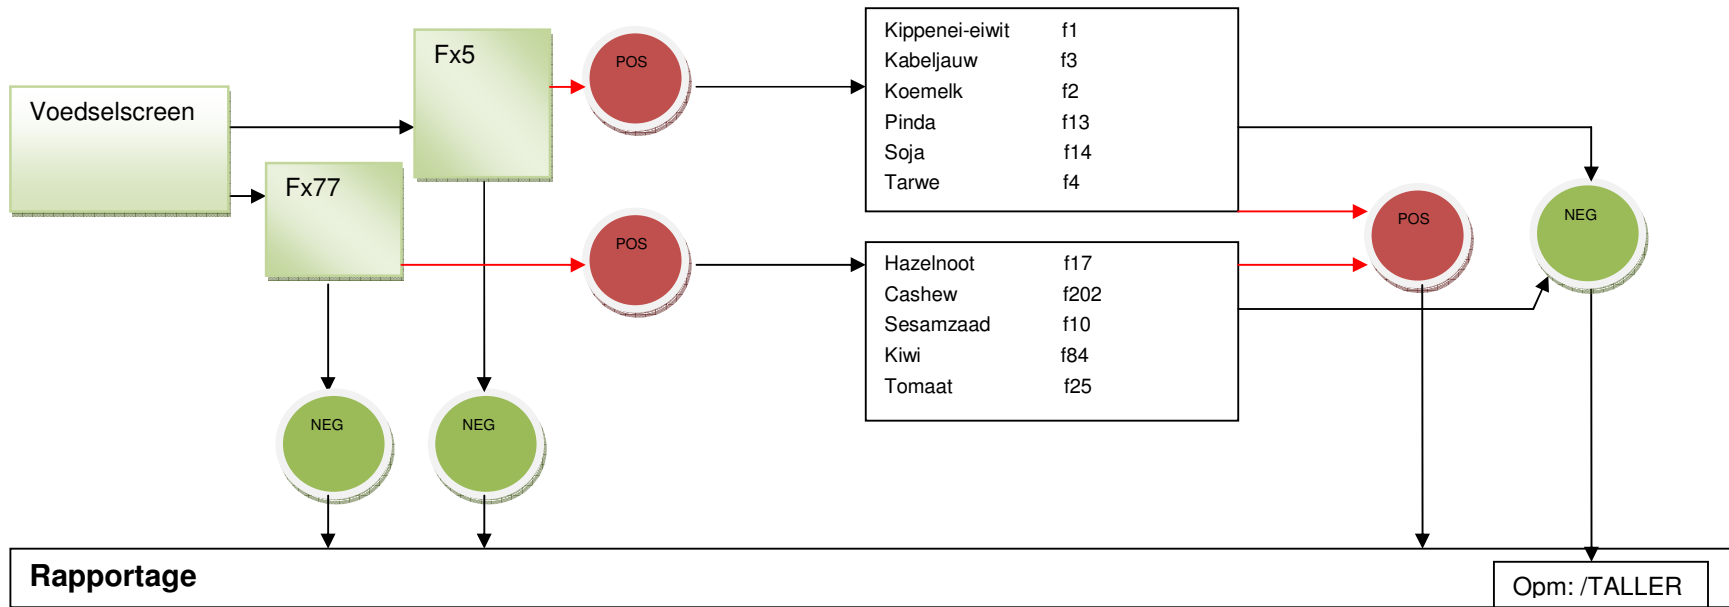 Voedselscreen
Fx5
Fx77
POS
POS
Kippenei-eiwit f1
Kabeljauw f3
Koemelk f2
Pinda f13
Soja f14
Tarwe f4
Hazelnoot f17
Cashew f202
Sesamzaad f10
Kiwi f84
Tomaat f25
POS
NEG
NEG
NEG
Rapportage
Opm: /TALLER